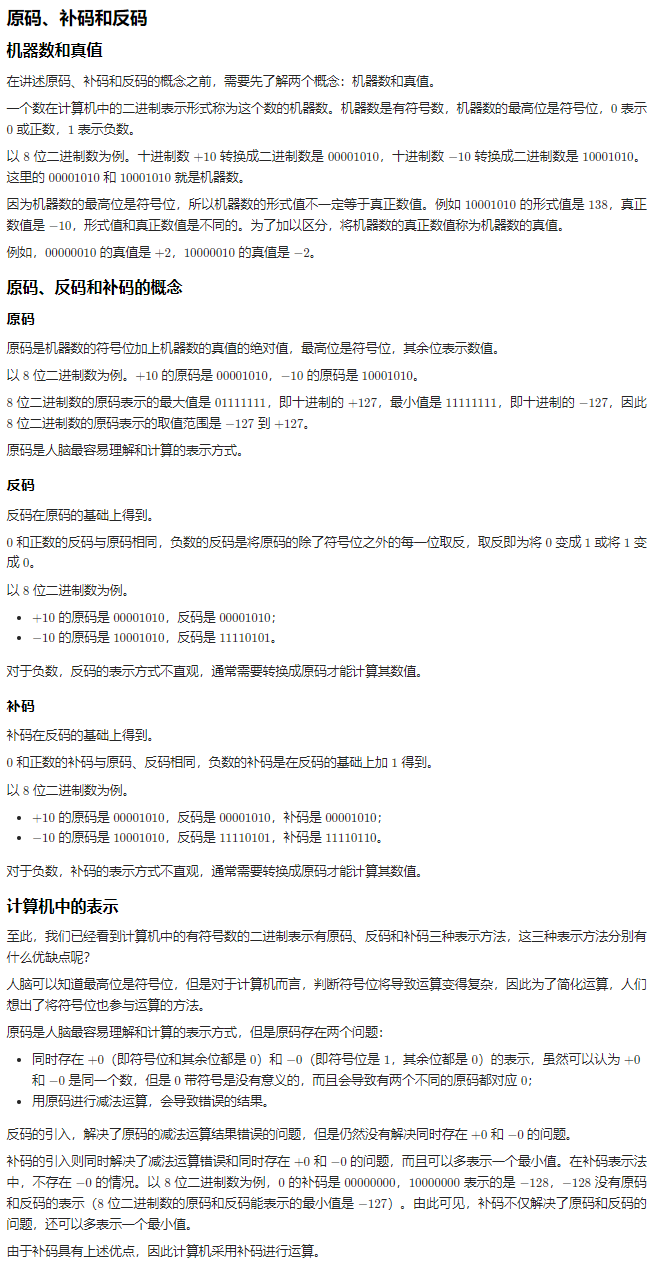 原码、补码和反码
机器数和真值
在讲述原码、补码和反码的概念之前，需要先了解两个概念：机器数和真值。
一个数在计算机中的二进制表示形式称为这个数的机器数。机器数是有符号数，机器数的最高位是符号位，0 表示
0 或正数，1 表示负数。
以 8 位二进制数为例。十进制数 +10 转换成二进制数是 00001010，十进制数 −10 转换成二进制数是 10001010。
这里的 00001010 和 10001010 就是机器数。
因为机器数的最高位是符号位，所以机器数的形式值不一定等于真正数值。例如 10001010 的形式值是 138，真正
数值是 −10，形式值和真正数值是不同的。为了加以区分，将机器数的真正数值称为机器数的真值。
例如，00000010 的真值是 +2，10000010 的真值是 −2。
原码、反码和补码的概念
原码
原码是机器数的符号位加上机器数的真值的绝对值，最高位是符号位，其余位表示数值。
以 8 位二进制数为例。+10 的原码是 00001010，−10 的原码是 10001010。
8 位二进制数的原码表示的最大值是 01111111，即十进制的 +127，最小值是 11111111，即十进制的 −127，因此
8 位二进制数的原码表示的取值范围是 −127 到 +127。
原码是人脑最容易理解和计算的表示方式。
反码
反码在原码的基础上得到。
0 和正数的反码与原码相同，负数的反码是将原码的除了符号位之外的每一位取反，取反即为将 0 变成 1 或将 1 变
成 0。
以 8 位二进制数为例。
• +10 的原码是 00001010，反码是 00001010；
• −10 的原码是 10001010，反码是 11110101。
对于负数，反码的表示方式不直观，通常需要转换成原码才能计算其数值。
补码
补码在反码的基础上得到。
0 和正数的补码与原码、反码相同，负数的补码是在反码的基础上加 1 得到。
以 8 位二进制数为例。
• +10 的原码是 00001010，反码是 00001010，补码是 00001010；
• −10 的原码是 10001010，反码是 11110101，补码是 11110110。
对于负数，补码的表示方式不直观，通常需要转换成原码才能计算其数值。
计算机中的表示
至此，我们已经看到计算机中的有符号数的二进制表示有原码、反码和补码三种表示方法，这三种表示方法分别有
什么优缺点呢？
人脑可以知道最高位是符号位，但是对于计算机而言，判断符号位将导致运算变得复杂，因此为了简化运算，人们
想出了将符号位也参与运算的方法。
原码是人脑最容易理解和计算的表示方式，但是原码存在两个问题：
• 同时存在 +0（即符号位和其余位都是 0）和 −0（即符号位是 1，其余位都是 0）的表示，虽然可以认为 +0
和 −0 是同一个数，但是 0 带符号是没有意义的，而且会导致有两个不同的原码都对应 0；
• 用原码进行减法运算，会导致错误的结果。
反码的引入，解决了原码的减法运算结果错误的问题，但是仍然没有解决同时存在 +0 和 −0 的问题。
补码的引入则同时解决了减法运算错误和同时存在 +0 和 −0 的问题，而且可以多表示一个最小值。在补码表示法
中，不存在 −0 的情况。以 8 位二进制数为例，0 的补码是 00000000，10000000 表示的是 −128，−128 没有原码
和反码的表示（8 位二进制数的原码和反码能表示的最小值是 −127）。由此可见，补码不仅解决了原码和反码的
问题，还可以多表示一个最小值。
由于补码具有上述优点，因此计算机采用补码进行运算。